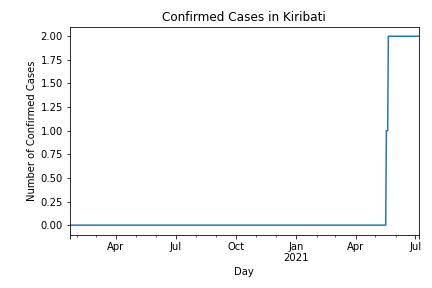 Confirmed Cases in Kiribati
Number of Confirmed Cases
2.00
1.75
1.50
1.25
1.00
0.75
0.50
0.25
0.00
Apr Jul Oct Jan Apr Jul
2021
Day